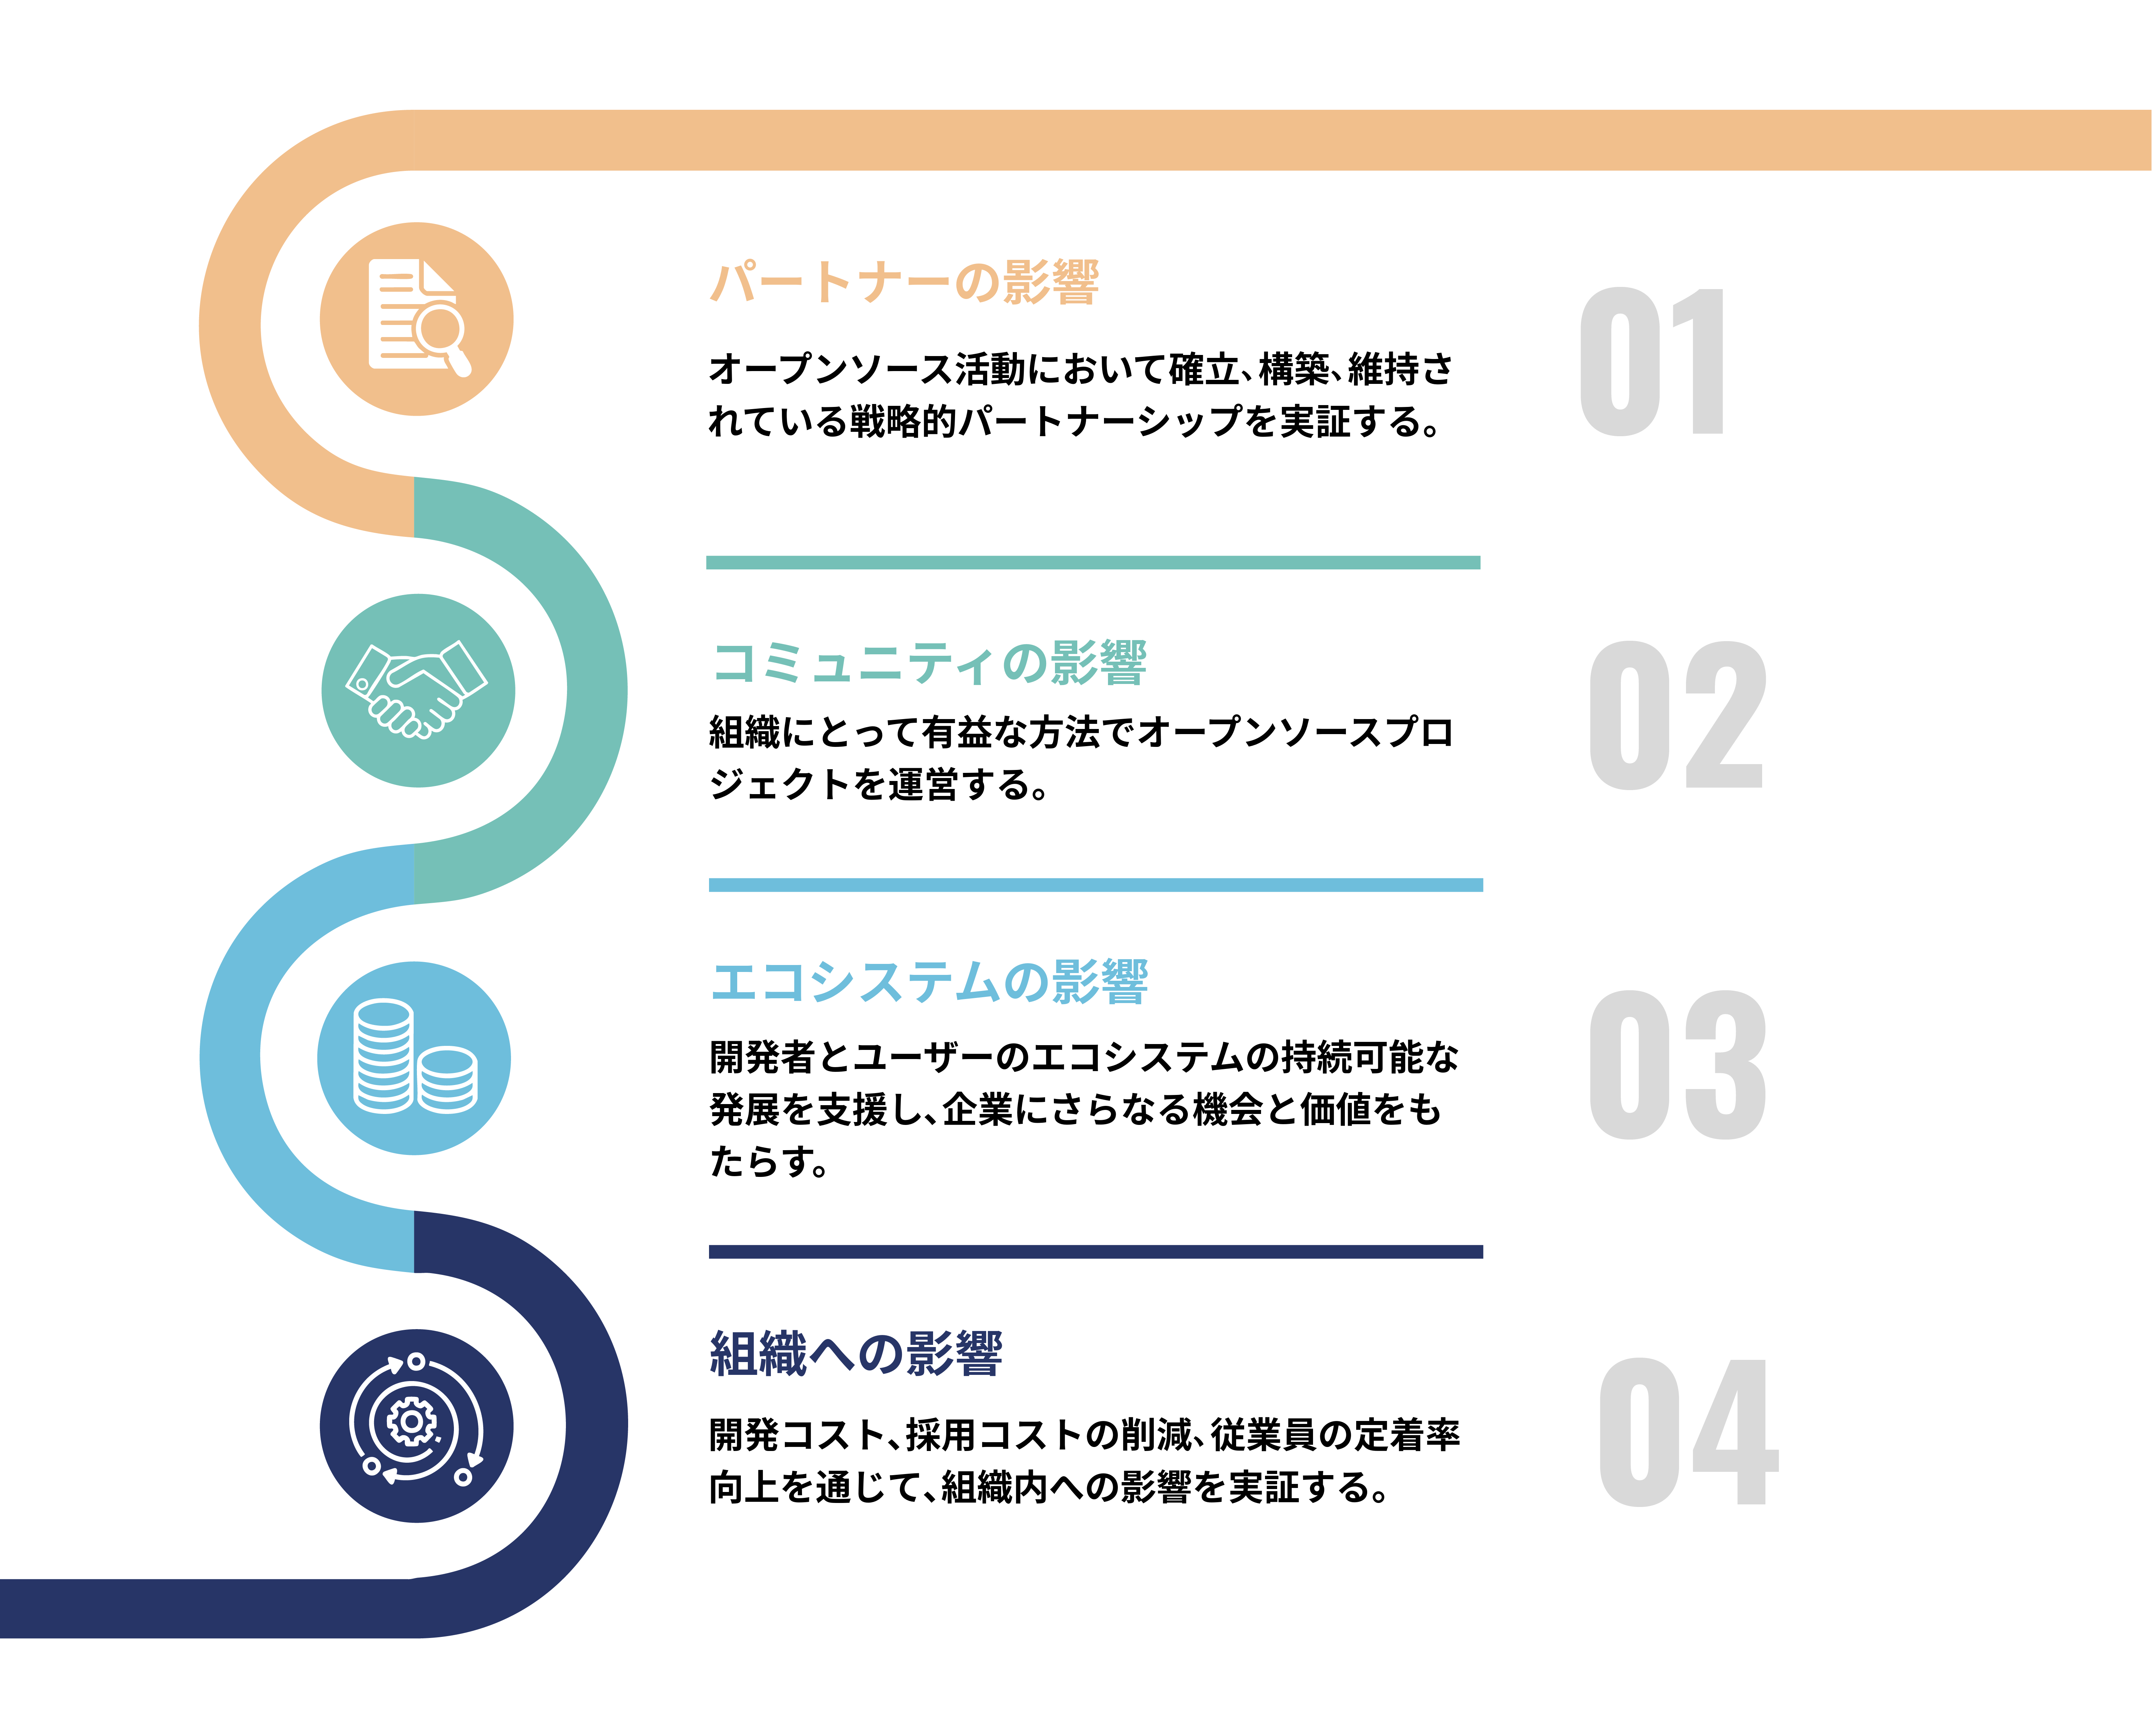 パートナーの影響
01
オープンソース活動において確立、構築、維持さ
れている戦略的パートナーシップを実証する。
コミュニティの影響
02
組織にとって有益な方法でオープンソースプロ
ジェクトを運営する。
エコシステムの影響
03
開発者とユーザーのエコシステムの持続可能な
発展を支援し、企業にさらなる機会と価値をも
たらす。
組織への影響
04
開発コスト、採用コストの削減、従業員の定着率
向上を通じて、組織内への影響を実証する。